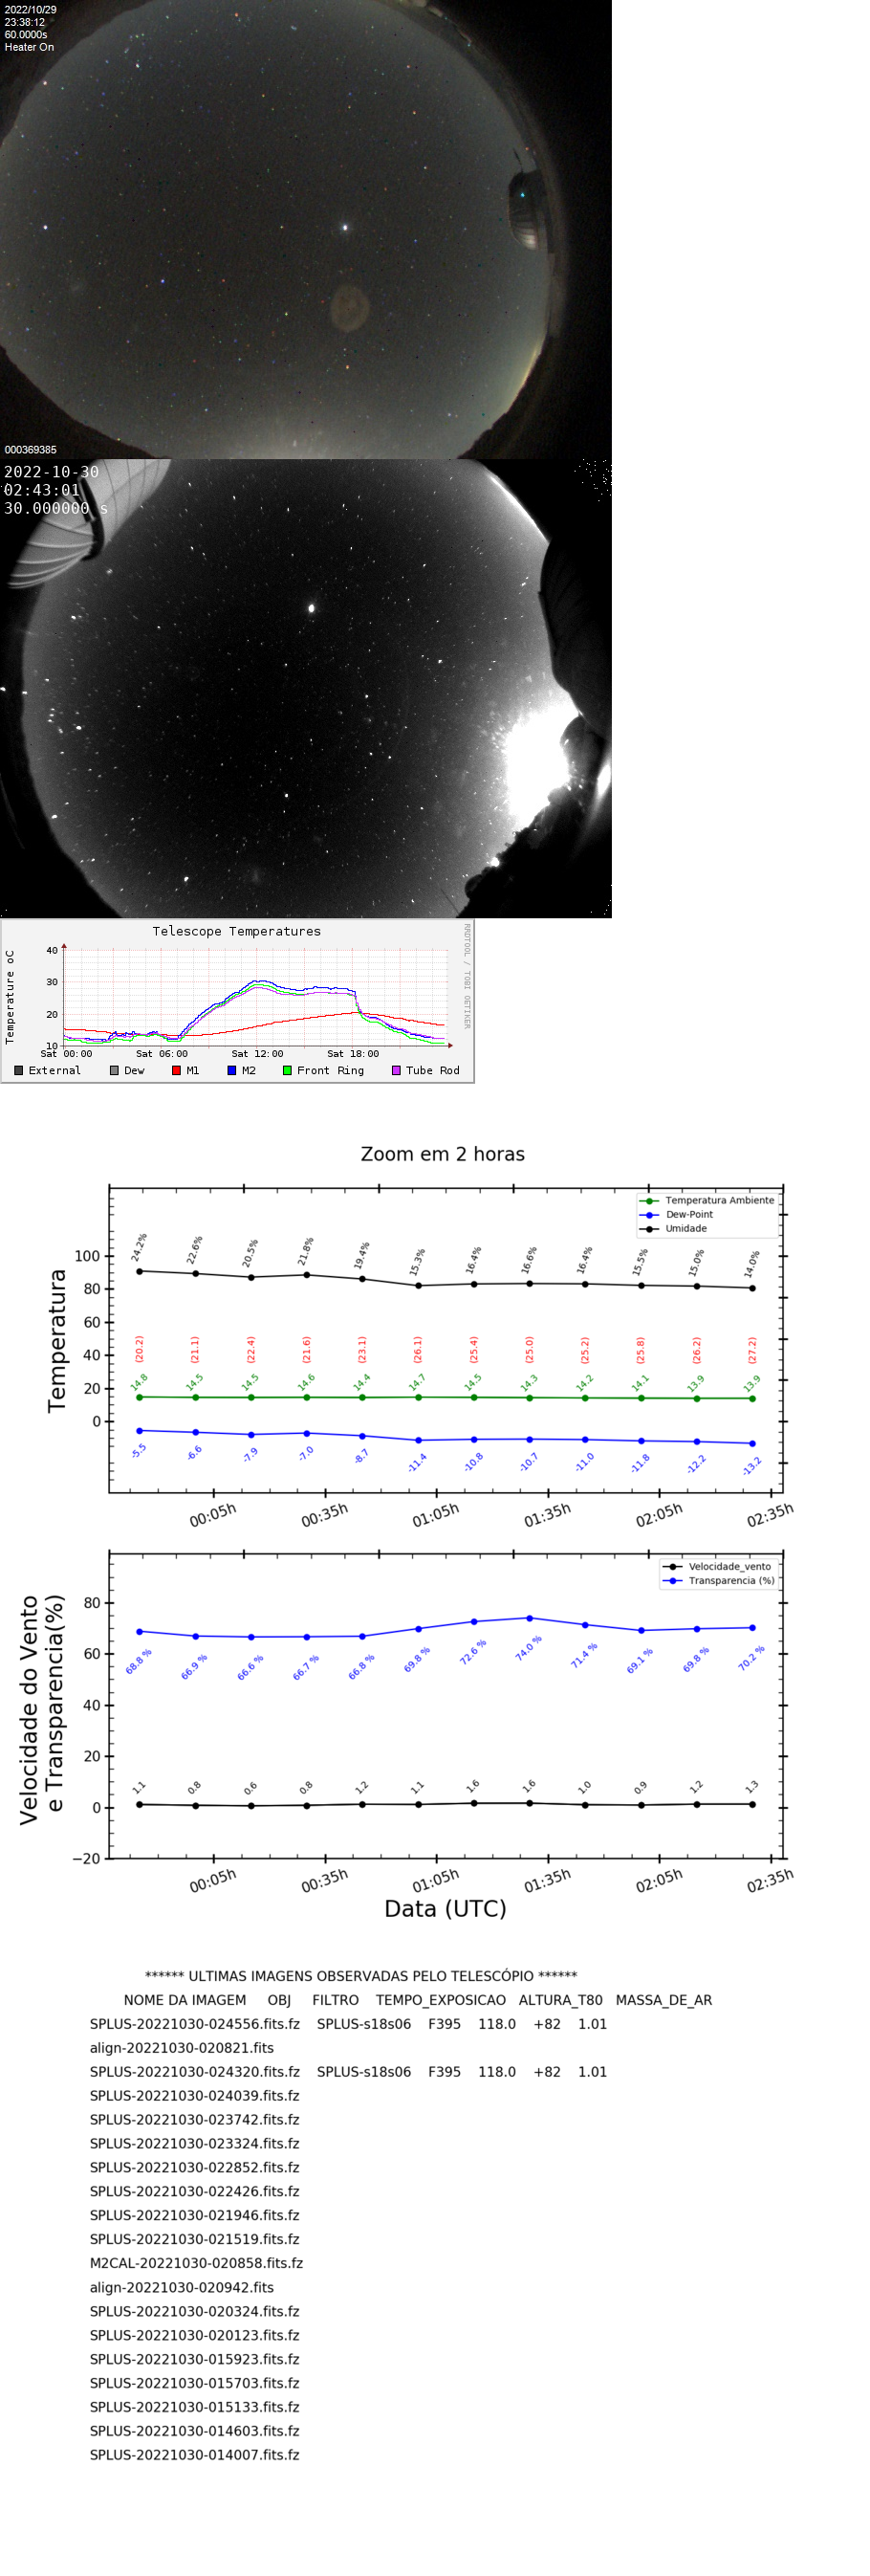 2022/10/29
23:38:12
60.0000s
Heater On
000369385
2022-10-30
02:43:01
30.000000 s
Telescope Temperatures
RRDTOOL / TOBI OETIKER
Temperature oC
40
30
20
10
Sat 00:00 Sat 06:00 Sat 12:00 Sat 18:00
External Dew M1 M2 Front Ring Tube Rod
Zoom em 2 horas
Temperatura Ambiente
Dew-Point
Umidade
Temperatura
100
80
60
40
20
0
24.2% 22.6% 20.5% 21.8% 19.4% 15.3% 16.4% 16.6% 16.4% 15.5% 15.0% 14.0%
(20.2) (21.1) (22.4) (21.6) (23.1) (26.1) (25.4) (25.0) (25.2) (25.8) (26.2) (27.2)
14.8 14.5 14.5 14.6 14.4 14.7 14.5 14.3 14.2 14.1 13.9 13.9
-5.5 -6.6 -7.9 -7.0 -8.7 -11.4 -10.8 -10.7 -11.0 -11.8 -12.2 -13.2
00:05h 00:35h 01:05h 01:35h 02:05h 02:35h
Velocidade_vento
Transparencia (%)
Velocidade do Vento
e Transparencia(%)
80
60
40
20
0
−20
68.8 % 66.9 % 66.6 % 66.7 % 66.8 % 69.8 % 72.6 % 74.0 % 71.4 % 69.1 % 69.8 % 70.2 %
1.1 0.8 0.6 0.8 1.2 1.1 1.6 1.6 1.0 0.9 1.2 1.3
00:05h 00:35h 01:05h 01:35h 02:05h 02:35h
Data (UTC)
****** ULTIMAS IMAGENS OBSERVADAS PELO TELESCÓPIO ******
NOME DA IMAGEM OBJ FILTRO TEMPO_EXPOSICAO ALTURA_T80 MASSA_DE_AR
SPLUS-20221030-024556.fits.fz SPLUS-s18s06 F395 118.0 +82 1.01
align-20221030-020821.fits
SPLUS-20221030-024320.fits.fz SPLUS-s18s06 F395 118.0 +82 1.01
SPLUS-20221030-024039.fits.fz
SPLUS-20221030-023742.fits.fz
SPLUS-20221030-023324.fits.fz
SPLUS-20221030-022852.fits.fz
SPLUS-20221030-022426.fits.fz
SPLUS-20221030-021946.fits.fz
SPLUS-20221030-021519.fits.fz
M2CAL-20221030-020858.fits.fz
align-20221030-020942.fits
SPLUS-20221030-020324.fits.fz
SPLUS-20221030-020123.fits.fz
SPLUS-20221030-015923.fits.fz
SPLUS-20221030-015703.fits.fz
SPLUS-20221030-015133.fits.fz
SPLUS-20221030-014603.fits.fz
SPLUS-20221030-014007.fits.fz